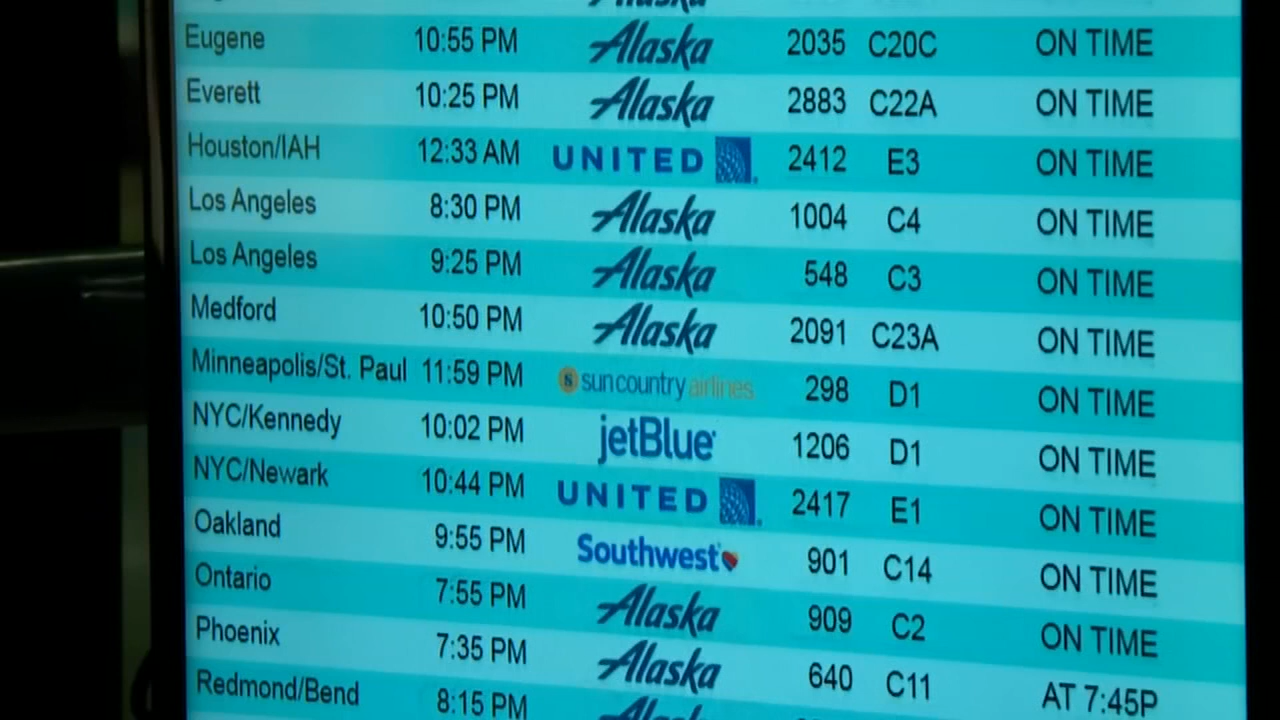 Alaska
Eugene 10:55 PM Alaska 2035 C20C ON TIME
Everett 10:25 PM Alaska 2883 C22A ON TIME
Houston/IAH 12:33 AM UNITED 2412 E3 ON TIME
Los Angeles 8:30 PM Alaska 1004 C4 ON TIME
Los Angeles 9:25 PM Alaska 548 C3 ON TIME
Medford 10:50 PM Alaska 2091 C23A ON TIME
Minneapolis/St. Paul 11:59 PM sun country airlines 298 D1 ON TIME
NYC/Kennedy 10:02 PM jetBlue 1206 D1 ON TIME
NYC/Newark 10:44 PM UNITED 2417 E1 ON TIME
Oakland 9:55 PM Southwest 901 C14 ON TIME
Ontario 7:55 PM Alaska 909 C2 ON TIME
Phoenix 7:35 PM Alaska 640 C11 AT 7:45P
Redmond/Bend 8:15 PM Alaska